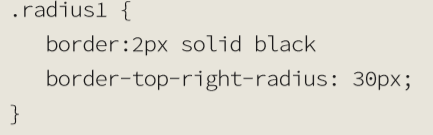 .radius1 {
   border:2px solid black
   border-top-right-radius: 30px;
}